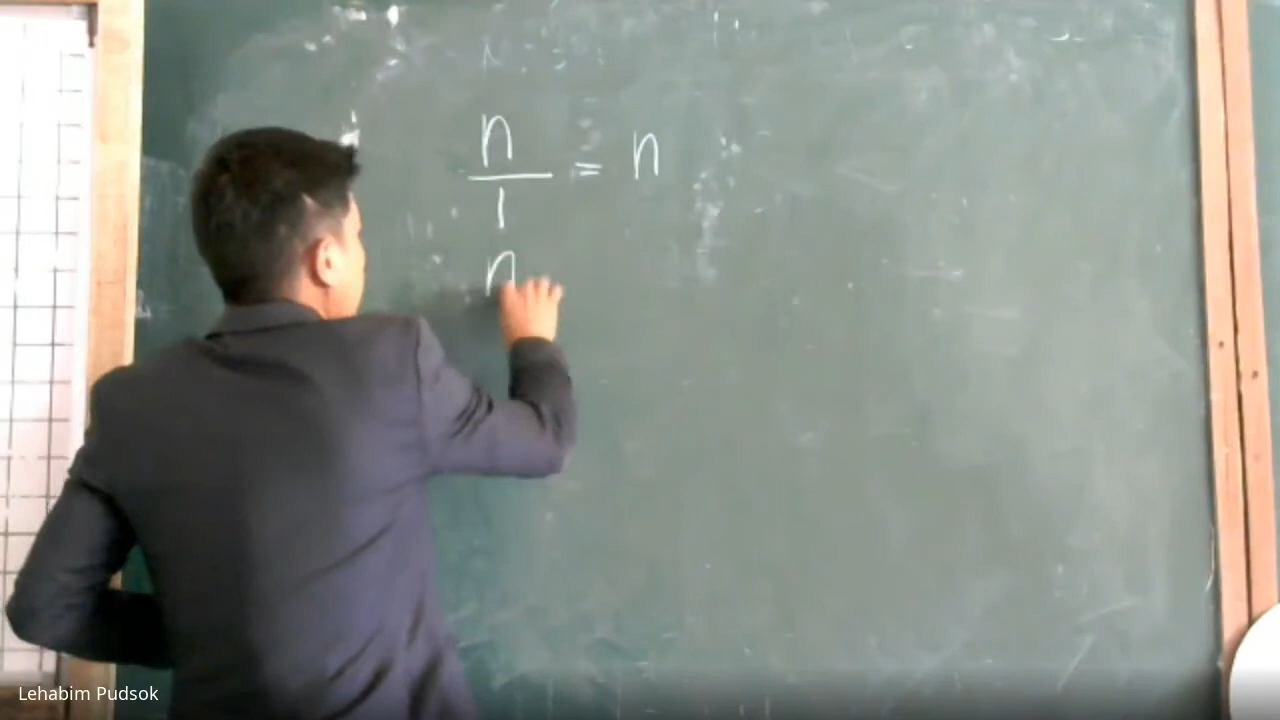 n
— = n
1
n
Lehabim Pudsok